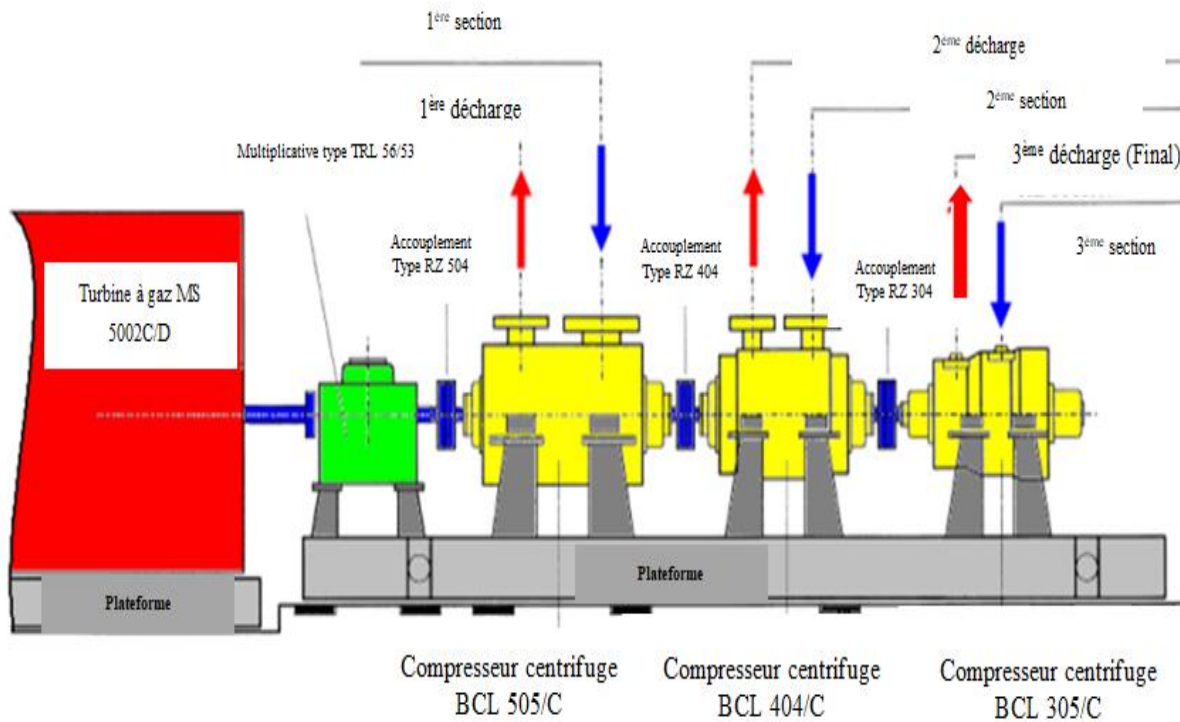 1ère section
2ème décharge
1ère décharge
2ème section
Multiplicative type TRL 56/53
3ème décharge (Final)
Accouplement
Type RZ 504
Accouplement
Type RZ 404
Accouplement
Type RZ 304
3ème section
Turbine à gaz MS
5002C/D
Plateforme
Plateforme
Compresseur centrifuge
BCL 505/C
Compresseur centrifuge
BCL 404/C
Compresseur centrifuge
BCL 305/C